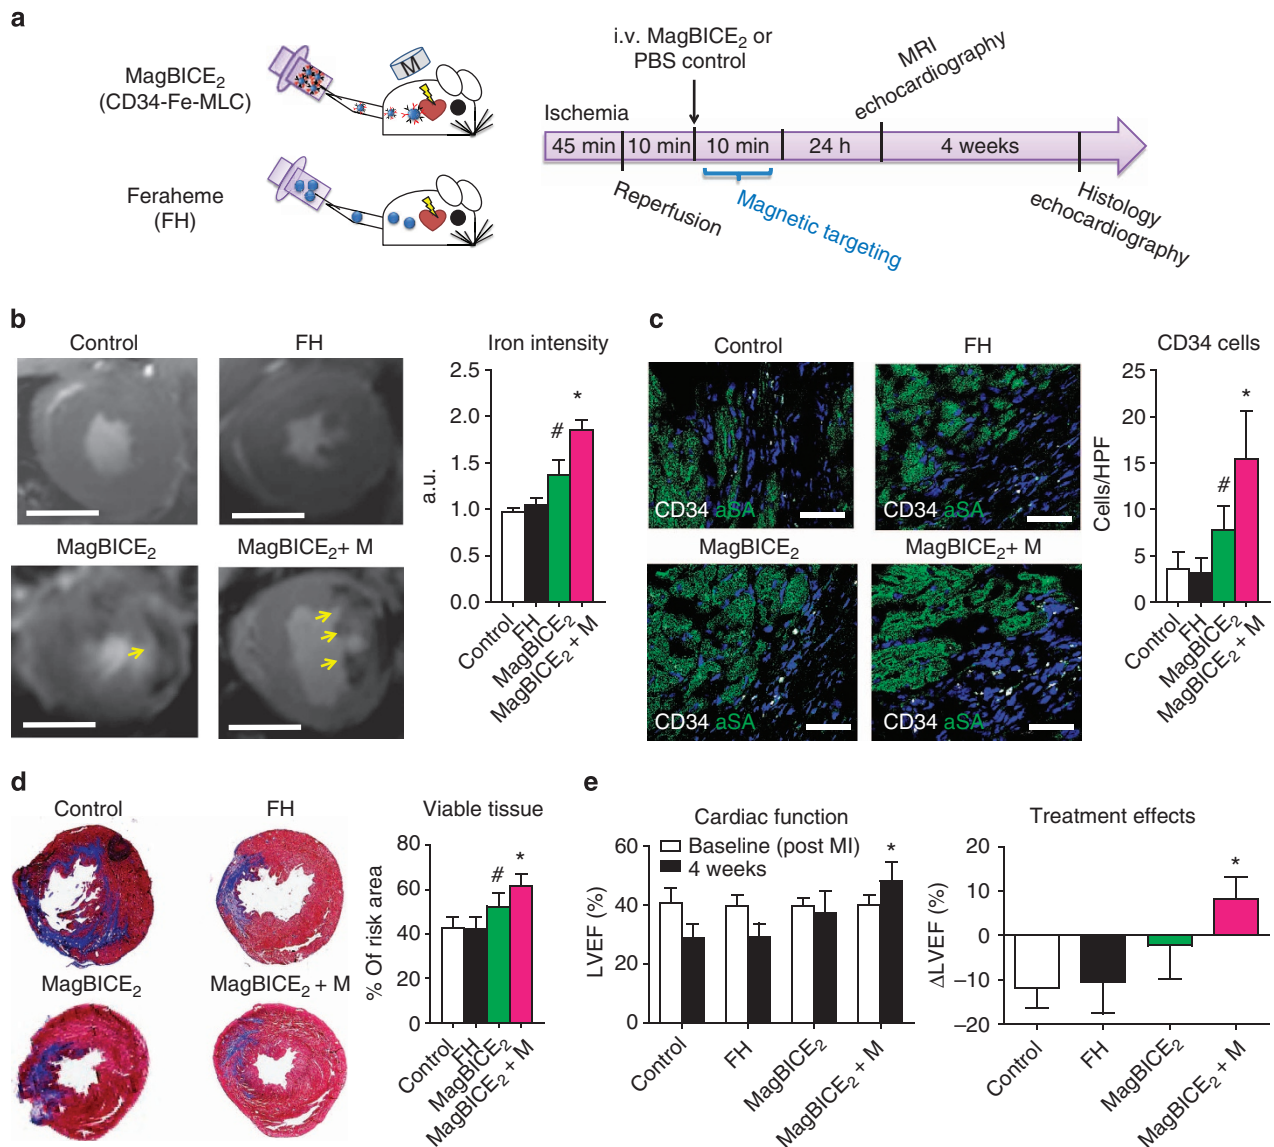 a
MagBICE2
(CD34-Fe-MLC)
M
Feraheme
(FH)
i.v. MagBICE2 or
PBS control
MRI
echocardiography
Ischemia
45 min
10 min
10 min
24 h
4 weeks
Reperfusion
Magnetic targeting
Histology
echocardiography
b
Control
FH
MagBICE2
MagBICE2+ M
Iron intensity
2.5
2.0
1.5
1.0
0.5
0.0
a.u.
#
*
Control
FH
MagBICE2
MagBICE2 + M
c
Control
FH
CD34 aSA
CD34 aSA
MagBICE2
MagBICE2+ M
CD34 aSA
CD34 aSA
CD34 cells
25
20
15
10
5
0
Cells/HPF
#
*
Control
FH
MagBICE2
MagBICE2 + M
d
Control
FH
MagBICE2
MagBICE2 + M
Viable tissue
80
60
40
20
0
% Of risk area
#
*
Control
FH
MagBICE2
MagBICE2 + M
e
Cardiac function
Baseline (post MI)
4 weeks
60
40
20
0
LVEF (%)
*
Control
FH
MagBICE2
MagBICE2 + M
Treatment effects
20
10
0
–10
–20
ΔLVEF (%)
*
Control
FH
MagBICE2
MagBICE2 + M